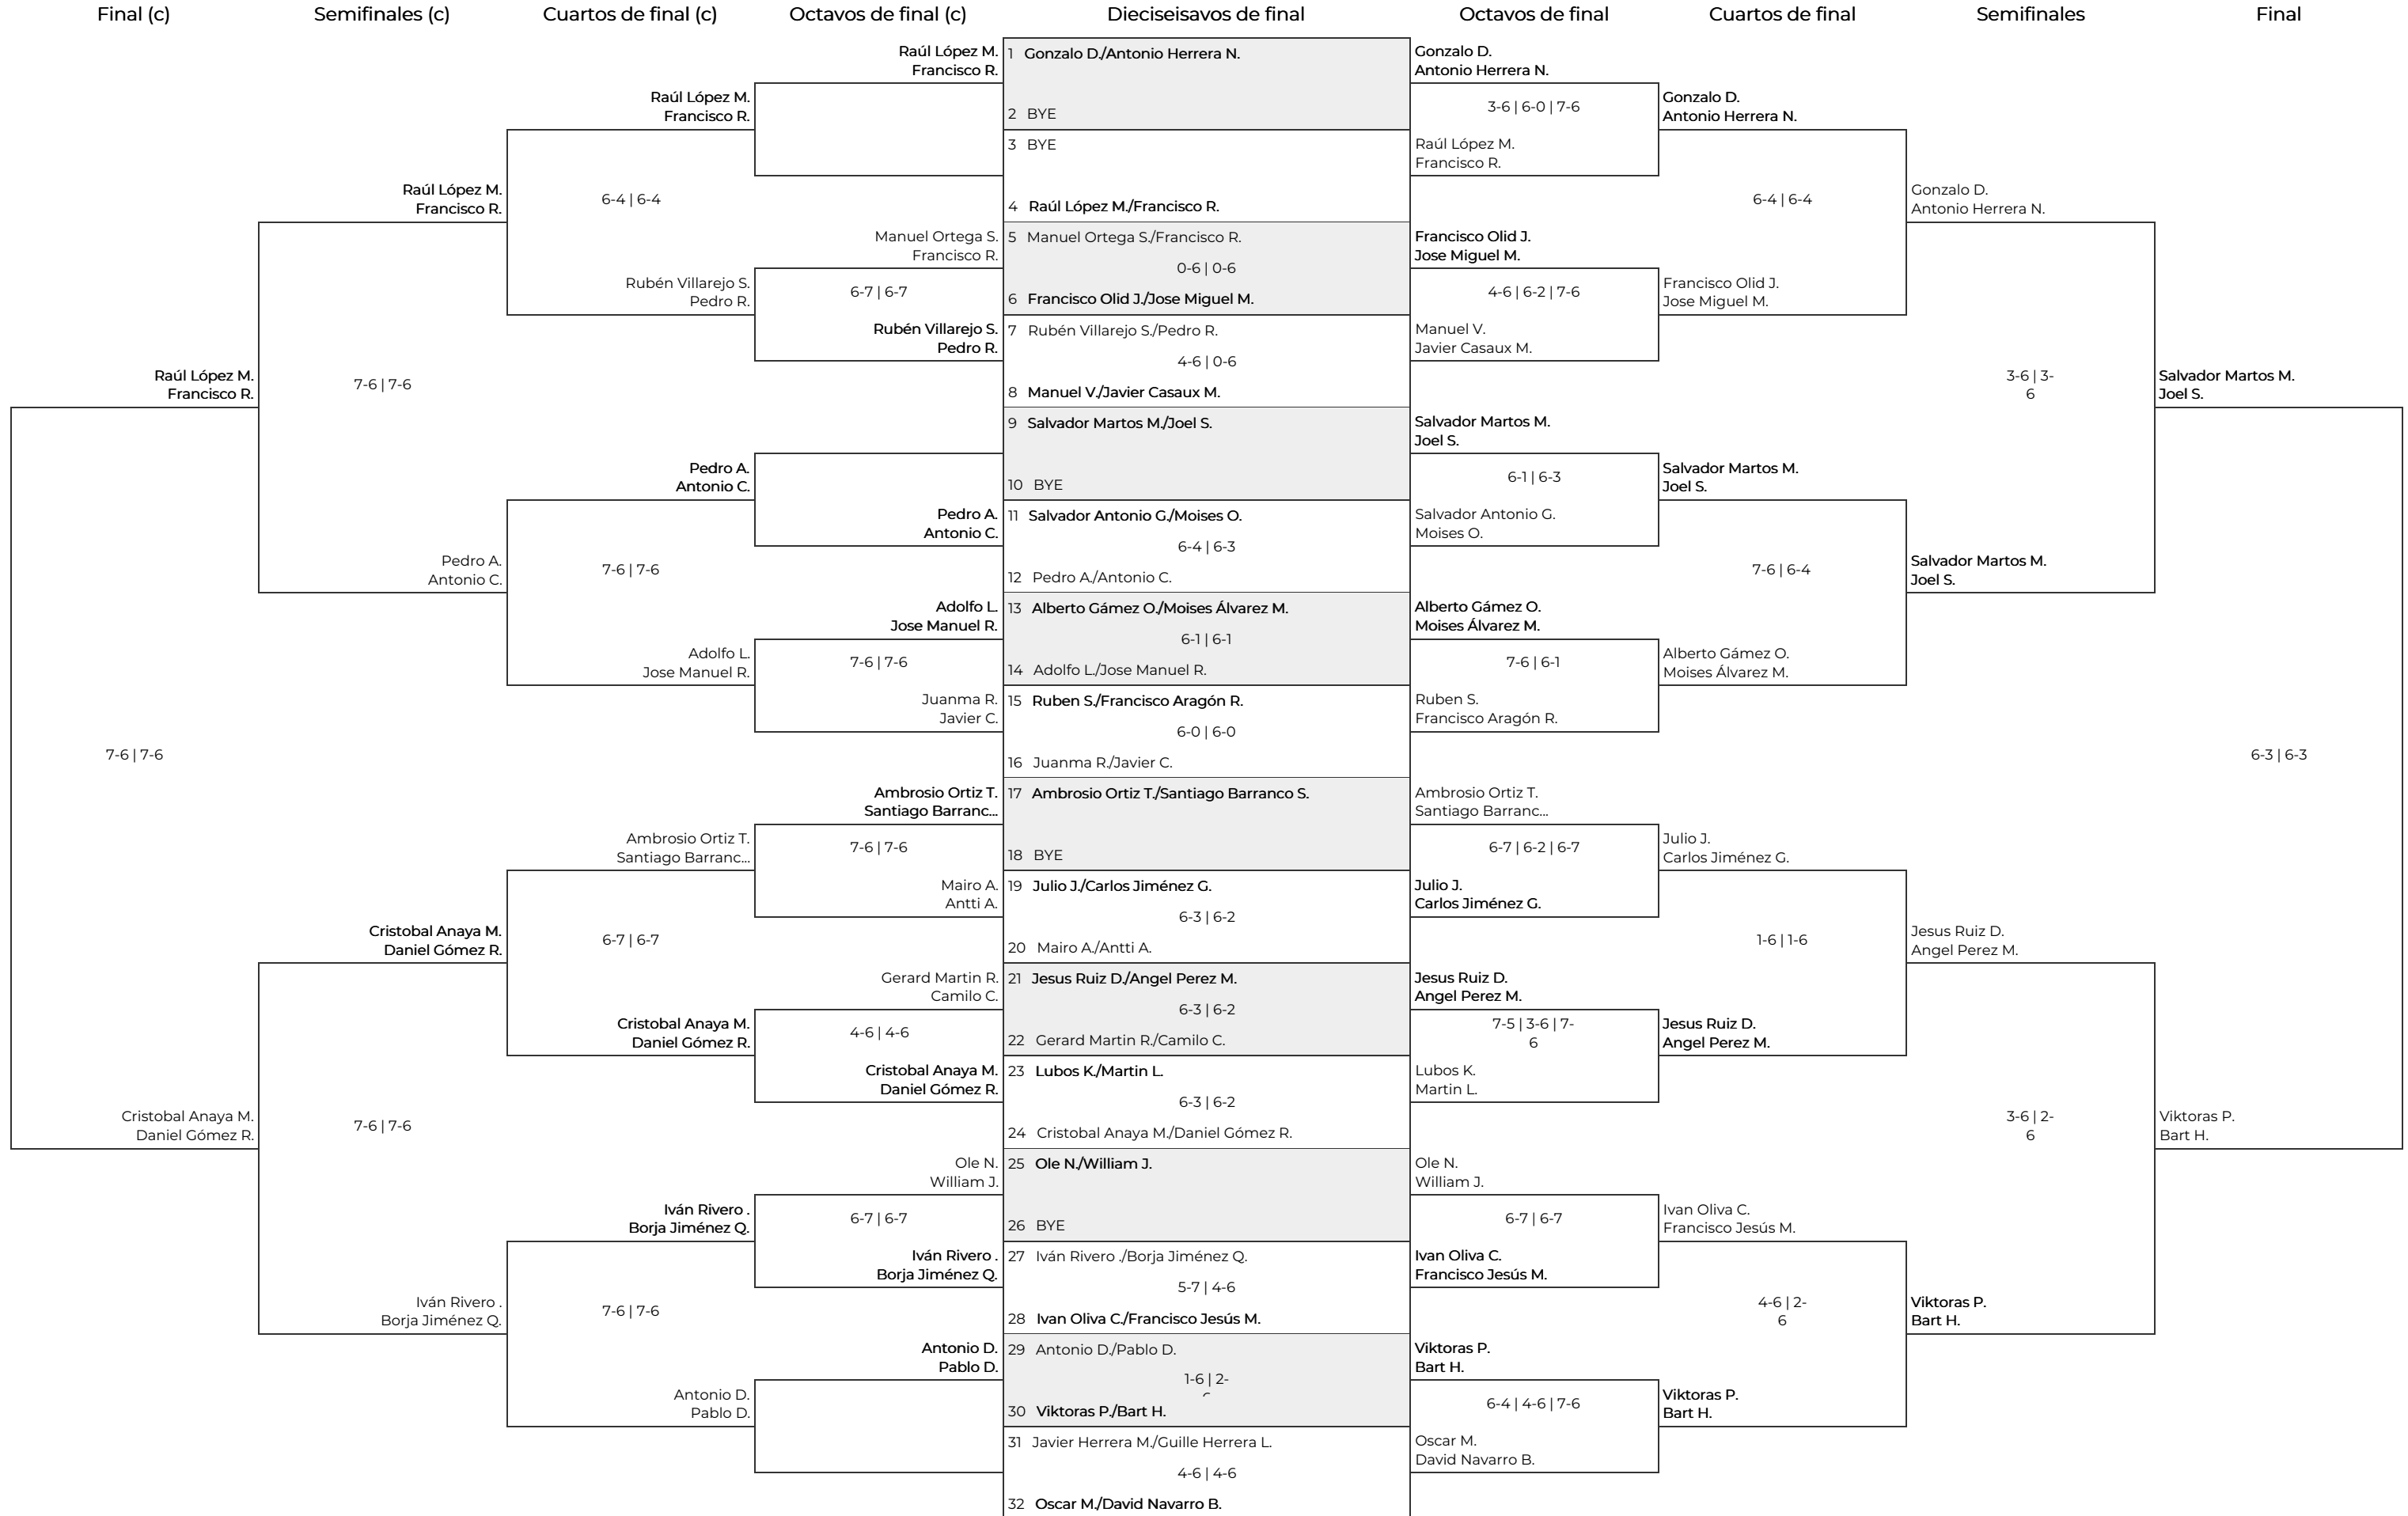 Final (c)
Semifinales (c)
Cuartos de final (c)
Octavos de final (c)
Dieciseisavos de final
Octavos de final
Cuartos de final
Semifinales
Final
Raúl López M.
Francisco R.
7-6 | 7-6
Cristobal Anaya M.
Daniel Gómez R.
Raúl López M.
Francisco R.
7-6 | 7-6
Pedro A.
Antonio C.
Cristobal Anaya M.
Daniel Gómez R.
7-6 | 7-6
Iván Rivero .
Borja Jiménez Q.
Raúl López M.
Francisco R.
6-4 | 6-4
Rubén Villarejo S.
Pedro R.
Pedro A.
Antonio C.
7-6 | 7-6
Adolfo L.
Jose Manuel R.
Ambrosio Ortiz T.
Santiago Barranc...
6-7 | 6-7
Cristobal Anaya M.
Daniel Gómez R.
Iván Rivero .
Borja Jiménez Q.
7-6 | 7-6
Antonio D.
Pablo D.
Raúl López M.
Francisco R.
Manuel Ortega S.
Francisco R.
6-7 | 6-7
Rubén Villarejo S.
Pedro R.
Pedro A.
Antonio C.
Adolfo L.
Jose Manuel R.
7-6 | 7-6
Juanma R.
Javier C.
Ambrosio Ortiz T.
Santiago Barranc...
7-6 | 7-6
Mairo A.
Antti A.
Gerard Martin R.
Camilo C.
4-6 | 4-6
Cristobal Anaya M.
Daniel Gómez R.
Ole N.
William J.
6-7 | 6-7
Iván Rivero .
Borja Jiménez Q.
Antonio D.
Pablo D.
1 Gonzalo D./Antonio Herrera N.
2 BYE
3 BYE
4 Raúl López M./Francisco R.
5 Manuel Ortega S./Francisco R.
0-6 | 0-6
6 Francisco Olid J./Jose Miguel M.
7 Rubén Villarejo S./Pedro R.
4-6 | 0-6
8 Manuel V./Javier Casaux M.
9 Salvador Martos M./Joel S.
10 BYE
11 Salvador Antonio G./Moises O.
6-4 | 6-3
12 Pedro A./Antonio C.
13 Alberto Gámez O./Moises Álvarez M.
6-1 | 6-1
14 Adolfo L./Jose Manuel R.
15 Ruben S./Francisco Aragón R.
6-0 | 6-0
16 Juanma R./Javier C.
17 Ambrosio Ortiz T./Santiago Barranco S.
18 BYE
19 Julio J./Carlos Jiménez G.
6-3 | 6-2
20 Mairo A./Antti A.
21 Jesus Ruiz D./Angel Perez M.
6-3 | 6-2
22 Gerard Martin R./Camilo C.
23 Lubos K./Martin L.
6-3 | 6-2
24 Cristobal Anaya M./Daniel Gómez R.
25 Ole N./William J.
26 BYE
27 Iván Rivero ./Borja Jiménez Q.
5-7 | 4-6
28 Ivan Oliva C./Francisco Jesús M.
29 Antonio D./Pablo D.
1-6 | 2-
30 Viktoras P./Bart H.
31 Javier Herrera M./Guille Herrera L.
4-6 | 4-6
32 Oscar M./David Navarro B.
Gonzalo D.
Antonio Herrera N.
3-6 | 6-0 | 7-6
Raúl López M.
Francisco R.
Francisco Olid J.
Jose Miguel M.
4-6 | 6-2 | 7-6
Manuel V.
Javier Casaux M.
Salvador Martos M.
Joel S.
6-1 | 6-3
Salvador Antonio G.
Moises O.
Alberto Gámez O.
Moises Álvarez M.
7-6 | 6-1
Ruben S.
Francisco Aragón R.
Ambrosio Ortiz T.
Santiago Barranc...
6-7 | 6-2 | 6-7
Julio J.
Carlos Jiménez G.
Jesus Ruiz D.
Angel Perez M.
7-5 | 3-6 | 7-
6
Lubos K.
Martin L.
Ole N.
William J.
6-7 | 6-7
Ivan Oliva C.
Francisco Jesús M.
Viktoras P.
Bart H.
6-4 | 4-6 | 7-6
Oscar M.
David Navarro B.
Gonzalo D.
Antonio Herrera N.
6-4 | 6-4
Francisco Olid J.
Jose Miguel M.
Salvador Martos M.
Joel S.
7-6 | 6-4
Alberto Gámez O.
Moises Álvarez M.
Julio J.
Carlos Jiménez G.
1-6 | 1-6
Jesus Ruiz D.
Angel Perez M.
Ivan Oliva C.
Francisco Jesús M.
4-6 | 2-
6
Viktoras P.
Bart H.
Gonzalo D.
Antonio Herrera N.
3-6 | 3-
6
Salvador Martos M.
Joel S.
Jesus Ruiz D.
Angel Perez M.
3-6 | 2-
6
Viktoras P.
Bart H.
Salvador Martos M.
Joel S.
6-3 | 6-3
Viktoras P.
Bart H.